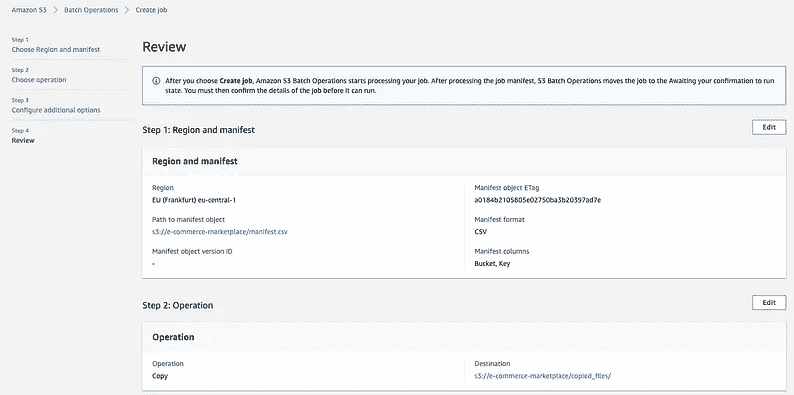 Amazon S3 > Batch Operations > Create job
Step 1
Choose Region and manifest
Step 2
Choose operation
Step 3
Configure additional options
Step 4
Review
Review
After you choose Create job, Amazon S3 Batch Operations starts processing your job. After processing the job manifest, S3 Batch Operations moves the job to the Awaiting your confirmation to run
state. You must then confirm the details of the job before it can run.
Step 1: Region and manifest
Edit
Region and manifest
Region
EU (Frankfurt) eu-central-1
Manifest object ETag
a0184b2105805e02750ba3b20397ad7e
Path to manifest object
s3://e-commerce-marketplace/manifest.csv
Manifest format
CSV
Manifest object version ID
-
Manifest columns
Bucket, Key
Step 2: Operation
Edit
Operation
Operation
Copy
Destination
s3://e-commerce-marketplace/copied_files/